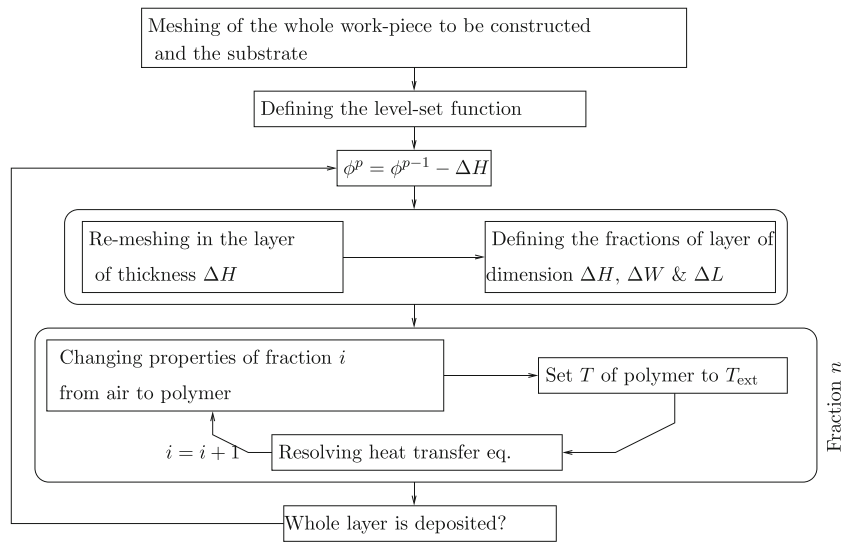 Meshing of the whole work-piece to be constructed
and the substrate
Defining the level-set function
ϕ^p = ϕ^{p−1} − ΔH
Re-meshing in the layer
of thickness ΔH
Defining the fractions of layer of
dimension ΔH, ΔW & ΔL
Changing properties of fraction i
from air to polymer
Set T of polymer to T_ext
Resolving heat transfer eq.
i = i + 1
Fraction n
Whole layer is deposited?